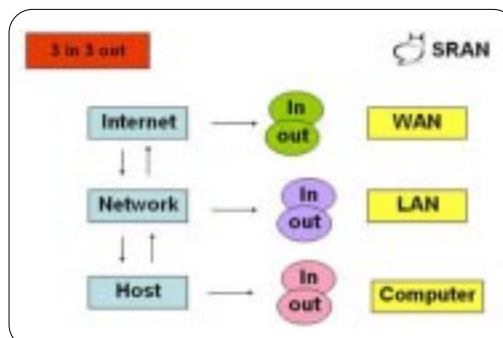 3 in 3 out
SRAN
Internet
In
out
WAN
Network
In
out
LAN
Host
In
out
Computer